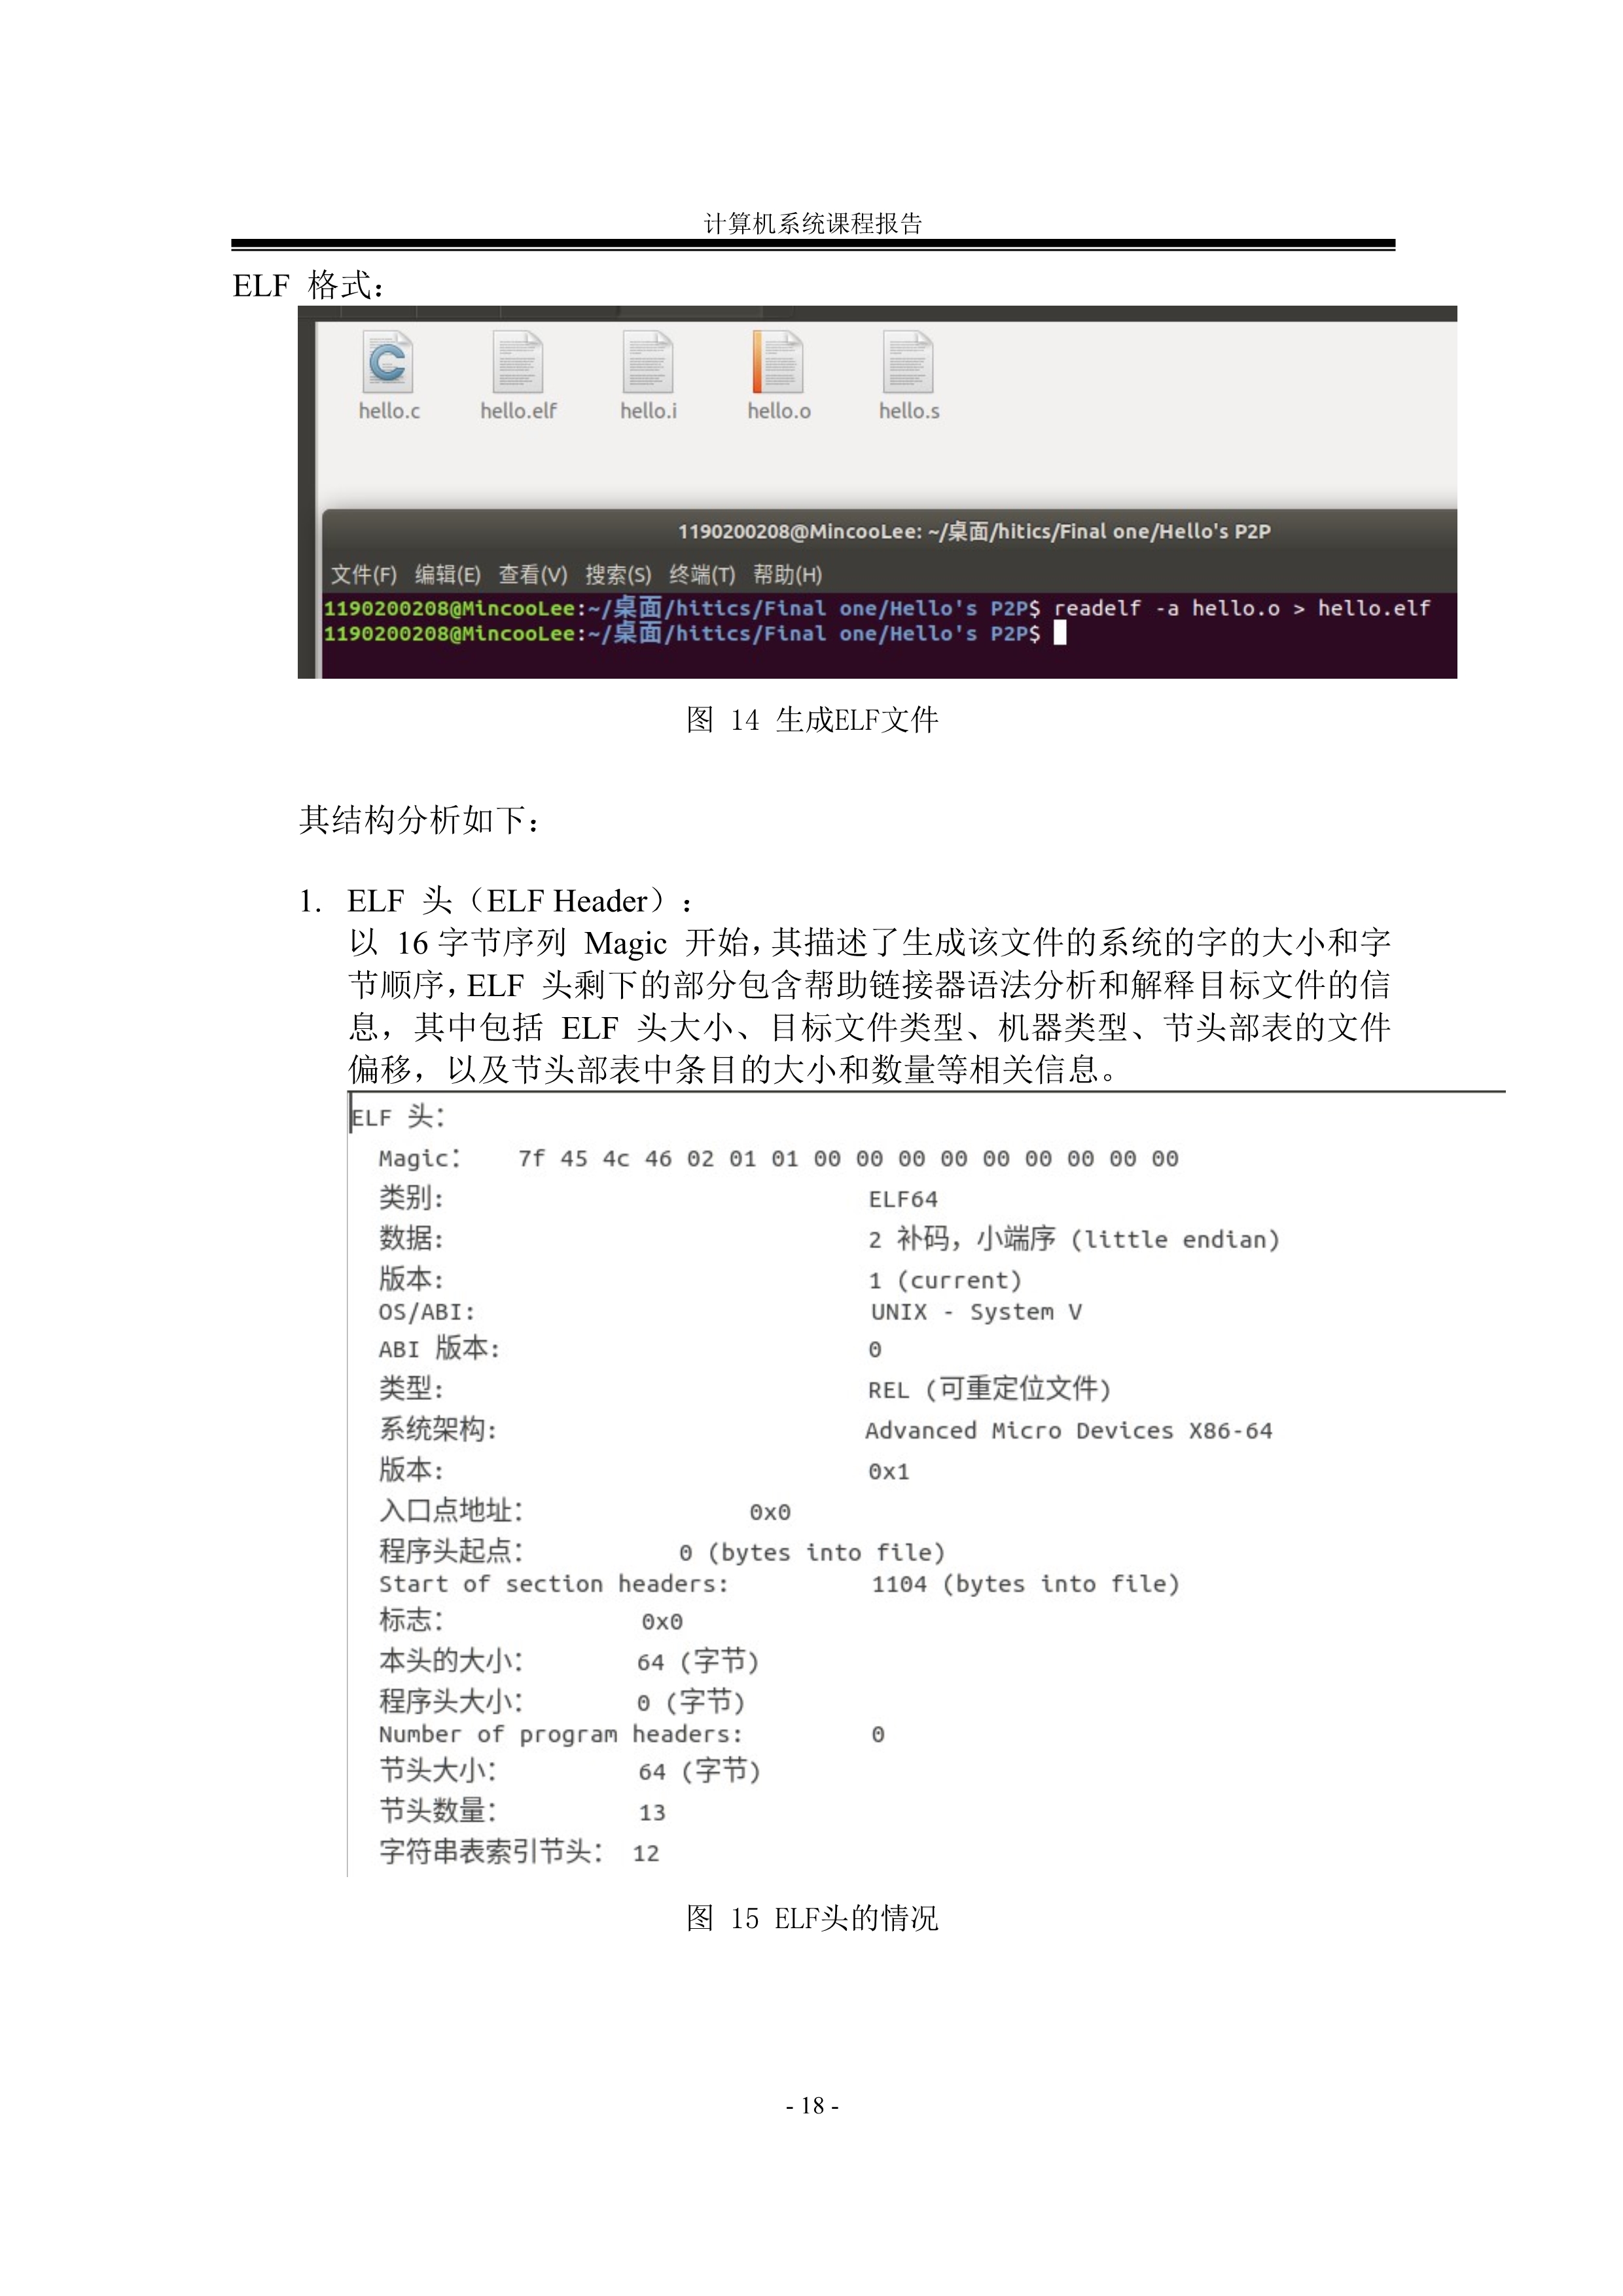 计算机系统课程报告
ELF 格式：
hello.c hello.elf hello.i hello.o hello.s
1190200208@MincooLee: ~/桌面/hitics/Final one/Hello's P2P
文件(F) 编辑(E) 查看(V) 搜索(S) 终端(T) 帮助(H)
1190200208@MincooLee:~/桌面/hitics/Final one/Hello's P2P$ readelf -a hello.o > hello.elf
1190200208@MincooLee:~/桌面/hitics/Final one/Hello's P2P$
图 14 生成ELF文件
其结构分析如下：
1. ELF 头（ELF Header）：
以 16 字节序列 Magic 开始，其描述了生成该文件的系统的字的大小和字
节顺序，ELF 头剩下的部分包含帮助链接器语法分析和解释目标文件的信
息，其中包括 ELF 头大小、目标文件类型、机器类型、节头部表的文件
偏移，以及节头部表中条目的大小和数量等相关信息。
ELF 头：
Magic： 7f 45 4c 46 02 01 01 00 00 00 00 00 00 00 00 00
类别: ELF64
数据: 2 补码，小端序 (little endian)
版本: 1 (current)
OS/ABI: UNIX - System V
ABI 版本: 0
类型: REL (可重定位文件)
系统架构: Advanced Micro Devices X86-64
版本: 0x1
入口点地址： 0x0
程序头起点： 0 (bytes into file)
Start of section headers: 1104 (bytes into file)
标志： 0x0
本头的大小： 64 (字节)
程序头大小： 0 (字节)
Number of program headers: 0
节头大小： 64 (字节)
节头数量： 13
字符串表索引节头： 12
图 15 ELF头的情况
- 18 -